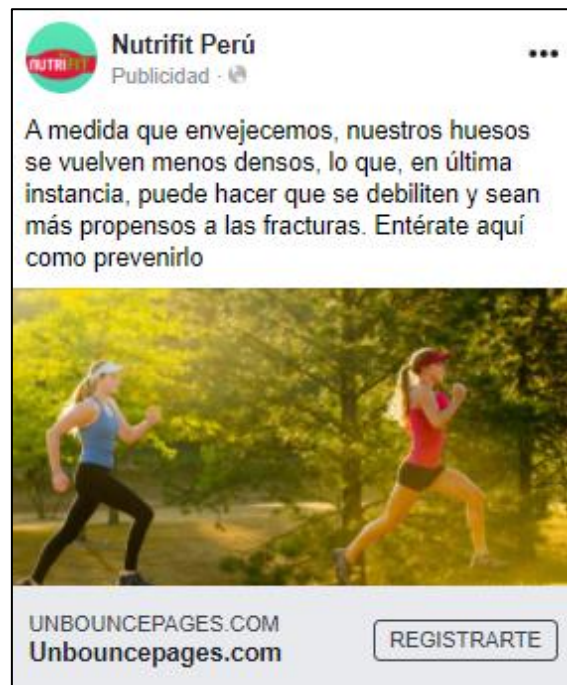 Nutrifit Perú
Publicidad
NUTRIFIT
A medida que envejecemos, nuestros huesos
se vuelven menos densos, lo que, en última
instancia, puede hacer que se debiliten y sean
más propensos a las fracturas. Entérate aquí
como prevenirlo
UNBOUNCEPAGES.COM
Unbouncepages.com
REGISTRARTE